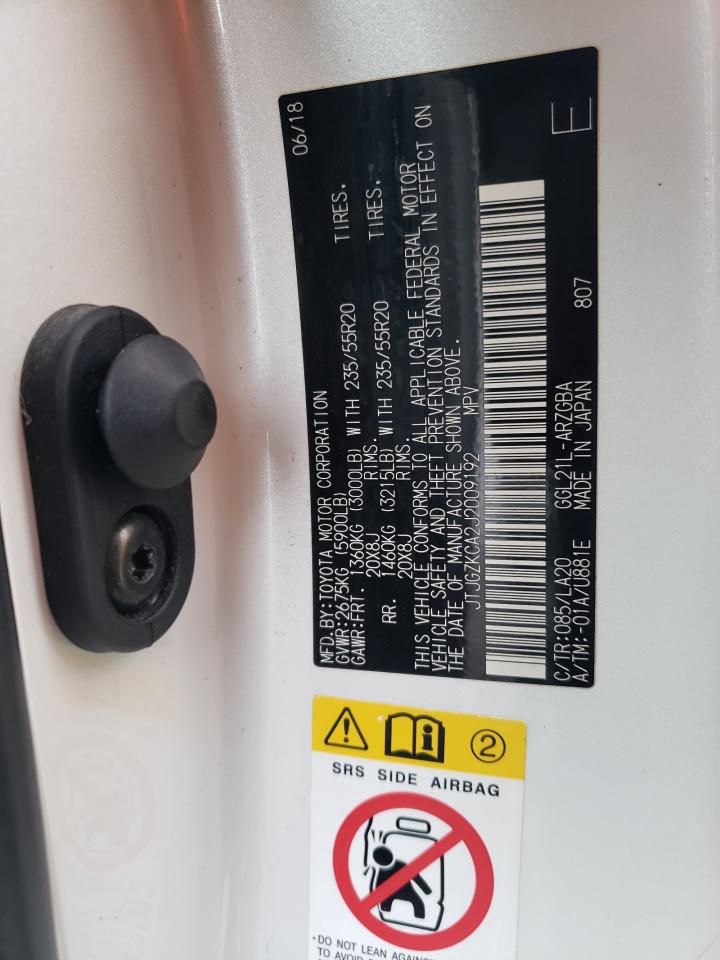 06/18
MFD.BY:TOYOTA MOTOR CORPORATION
GVWR:2675KG (5900LB)
GAWR:FRT. 1360KG (3000LB) WITH 235/55R20 TIRES.
20X8J RIMS.
RR. 1460KG (3215LB) WITH 235/55R20 TIRES.
20X8J RIMS.
THIS VEHICLE CONFORMS TO ALL APPLICABLE FEDERAL MOTOR
VEHICLE SAFETY AND THEFT PREVENTION STANDARDS IN EFFECT ON
THE DATE OF MANUFACTURE SHOWN ABOVE.
JTJGZKCA2J2009192 MPV
C/TR:085/LA20 GGL21L-ARZGBA 807
A/TM:-01A/U881E MADE IN JAPAN
E
2
SRS SIDE AIRBAG
*DO NOT LEAN AGAINS
TO AVOID